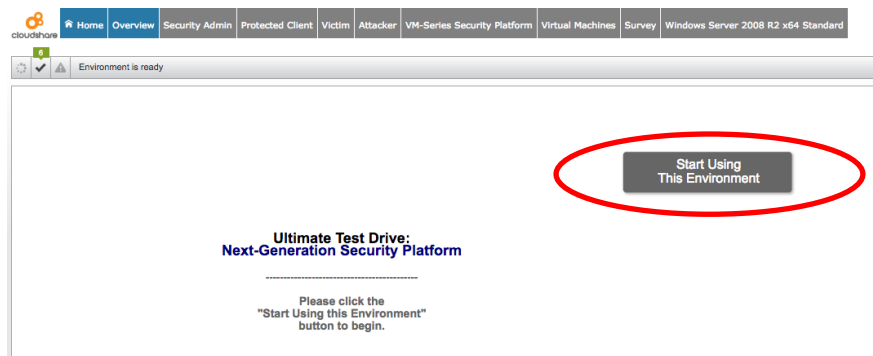 cloudshare
Home Overview Security Admin Protected Client Victim Attacker VM-Series Security Platform Virtual Machines Survey Windows Server 2008 R2 x64 Standard
6
Environment is ready
Start Using
This Environment
Ultimate Test Drive:
Next-Generation Security Platform
-------------------------------------------
Please click the
"Start Using this Environment"
button to begin.